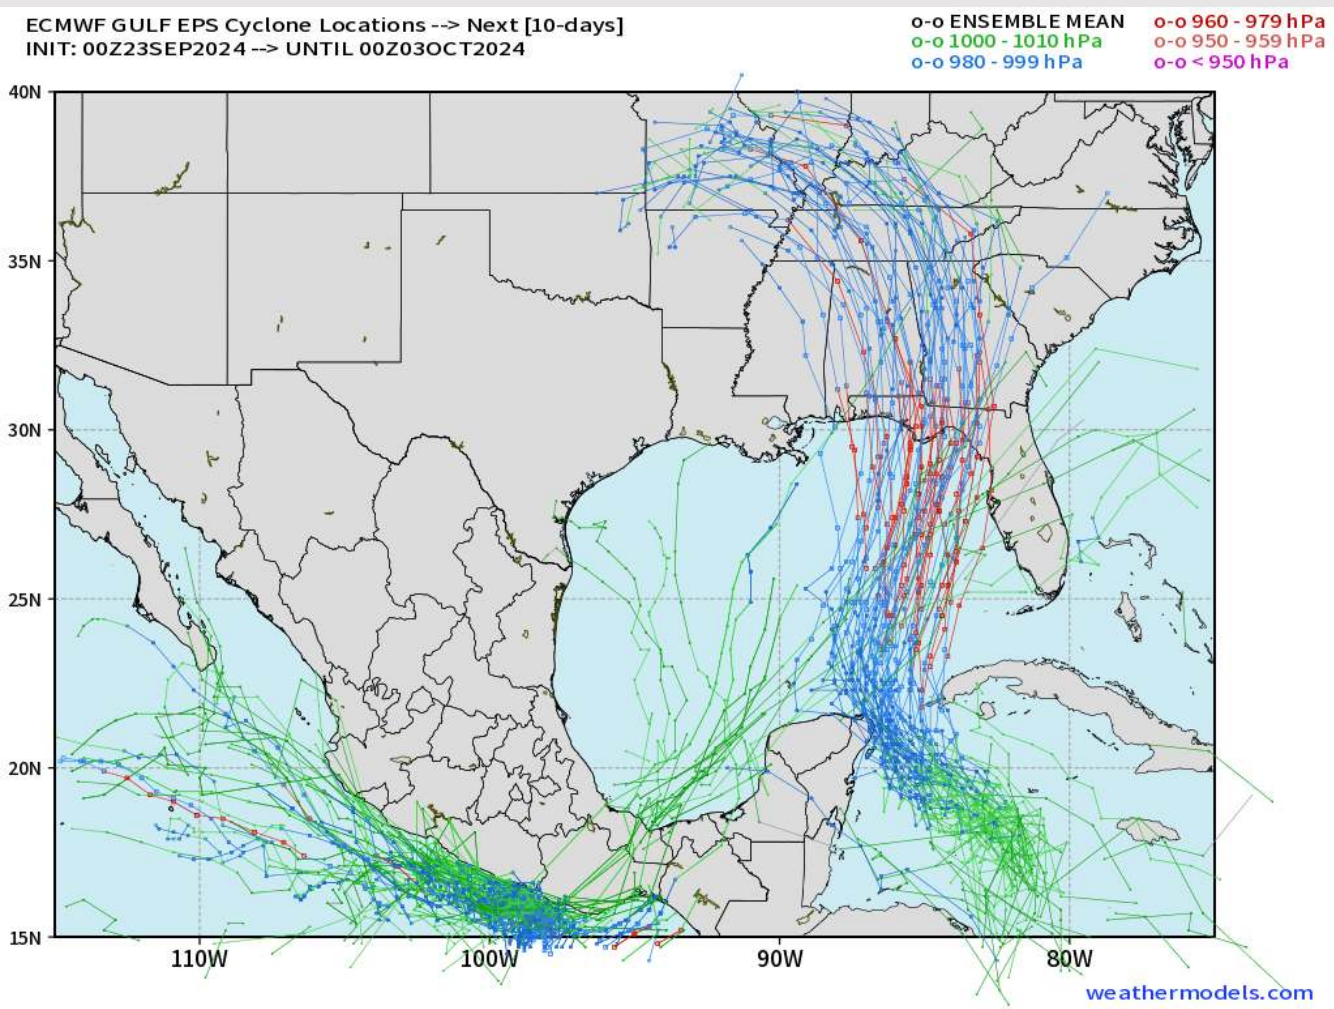 ECMWF GULF EPS Cyclone Locations --> Next [10-days]
INIT: 00Z23SEP2024 --> UNTIL 00Z03OCT2024
o-o ENSEMBLE MEAN
o-o 1000 - 1010 hPa
o-o 980 - 999 hPa
o-o 960 - 979 hPa
o-o 950 - 959 hPa
o-o < 950 hPa
40N
35N
30N
25N
20N
15N
110W
100W
90W
80W
weathermodels.com